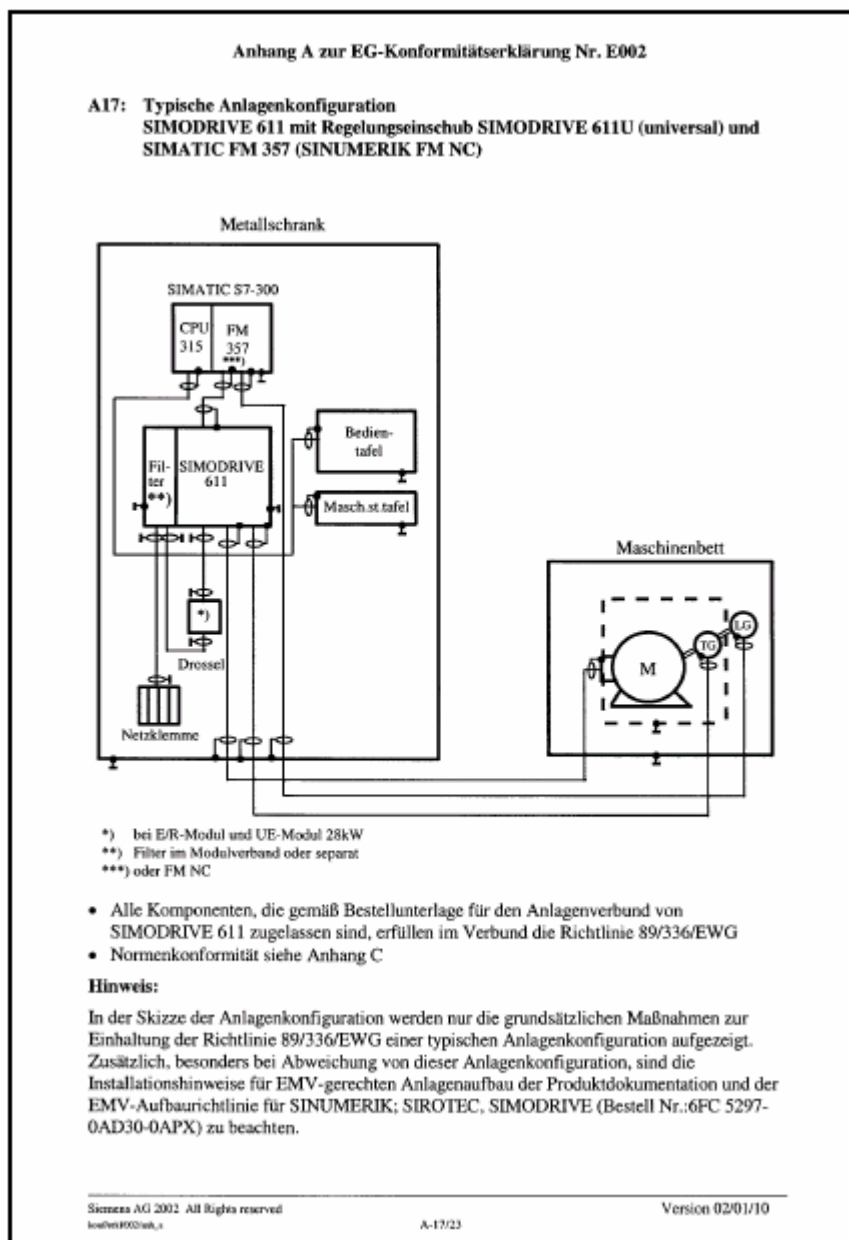 Anhang A zur EG-Konformitätserklärung Nr. E002
A17: Typische Anlagenkonfiguration
SIMODRIVE 611 mit Regelungseinschub SIMODRIVE 611U (universal) und
SIMATIC FM 357 (SINUMERIK FM NC)
Metallschrank
SIMATIC S7-300
CPU
315
FM
357
***)
Fil-
ter
**)
SIMODRIVE
611
Bedien-
tafel
Masch.st.tafel
*)
Drossel
Netzklemme
Maschinenbett
M
TG
LG
*) bei E/R-Modul und UE-Modul 28kW
**) Filter im Modulverband oder separat
***) oder FM NC
• Alle Komponenten, die gemäß Bestellunterlage für den Anlagenverbund von
SIMODRIVE 611 zugelassen sind, erfüllen im Verbund die Richtlinie 89/336/EWG
• Normenkonformität siehe Anhang C
Hinweis:
In der Skizze der Anlagenkonfiguration werden nur die grundsätzlichen Maßnahmen zur
Einhaltung der Richtlinie 89/336/EWG einer typischen Anlagenkonfiguration aufgezeigt.
Zusätzlich, besonders bei Abweichung von dieser Anlagenkonfiguration, sind die
Installationshinweise für EMV-gerechten Anlagenaufbau der Produktdokumentation und der
EMV-Aufbaurichtlinie für SINUMERIK; SIROTEC, SIMODRIVE (Bestell Nr.:6FC 5297-
0AD30-0APX) zu beachten.
Siemens AG 2002 All Rights reserved
A-17/23
Version 02/01/10